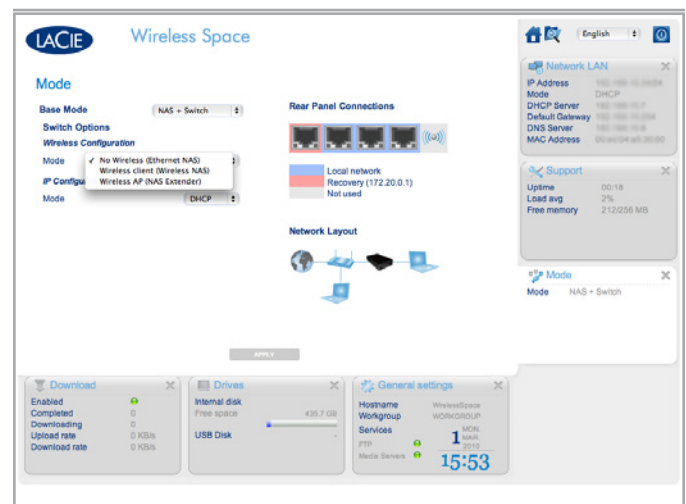 LACIE
Wireless Space
English
Mode
Base Mode NAS + Switch
Switch Options
Wireless Configuration
Mode ✓ No Wireless (Ethernet NAS)
Wireless client (Wireless NAS)
Wireless AP (NAS Extender)
IP Configu
Mode DHCP
APPLY
Rear Panel Connections
Local network
Recovery (172.20.0.1)
Not used
Network Layout
Network LAN
IP Address
Mode DHCP
DHCP Server
Default Gateway
DNS Server
MAC Address
Support
Uptime 00:18
Load avg 2%
Free memory 212/256 MB
Mode
Mode NAS + Switch
Download
Enabled
Completed 0
Downloading 0
Upload rate 0 KB/s
Download rate 0 KB/s
Drives
Internal disk
Free space 436.7 GB
USB Disk -
General settings
Hostname WirelessSpace
Workgroup WORKGROUP
Services
FTP
Media Servers
1 MON. MAR. 2010
15:53